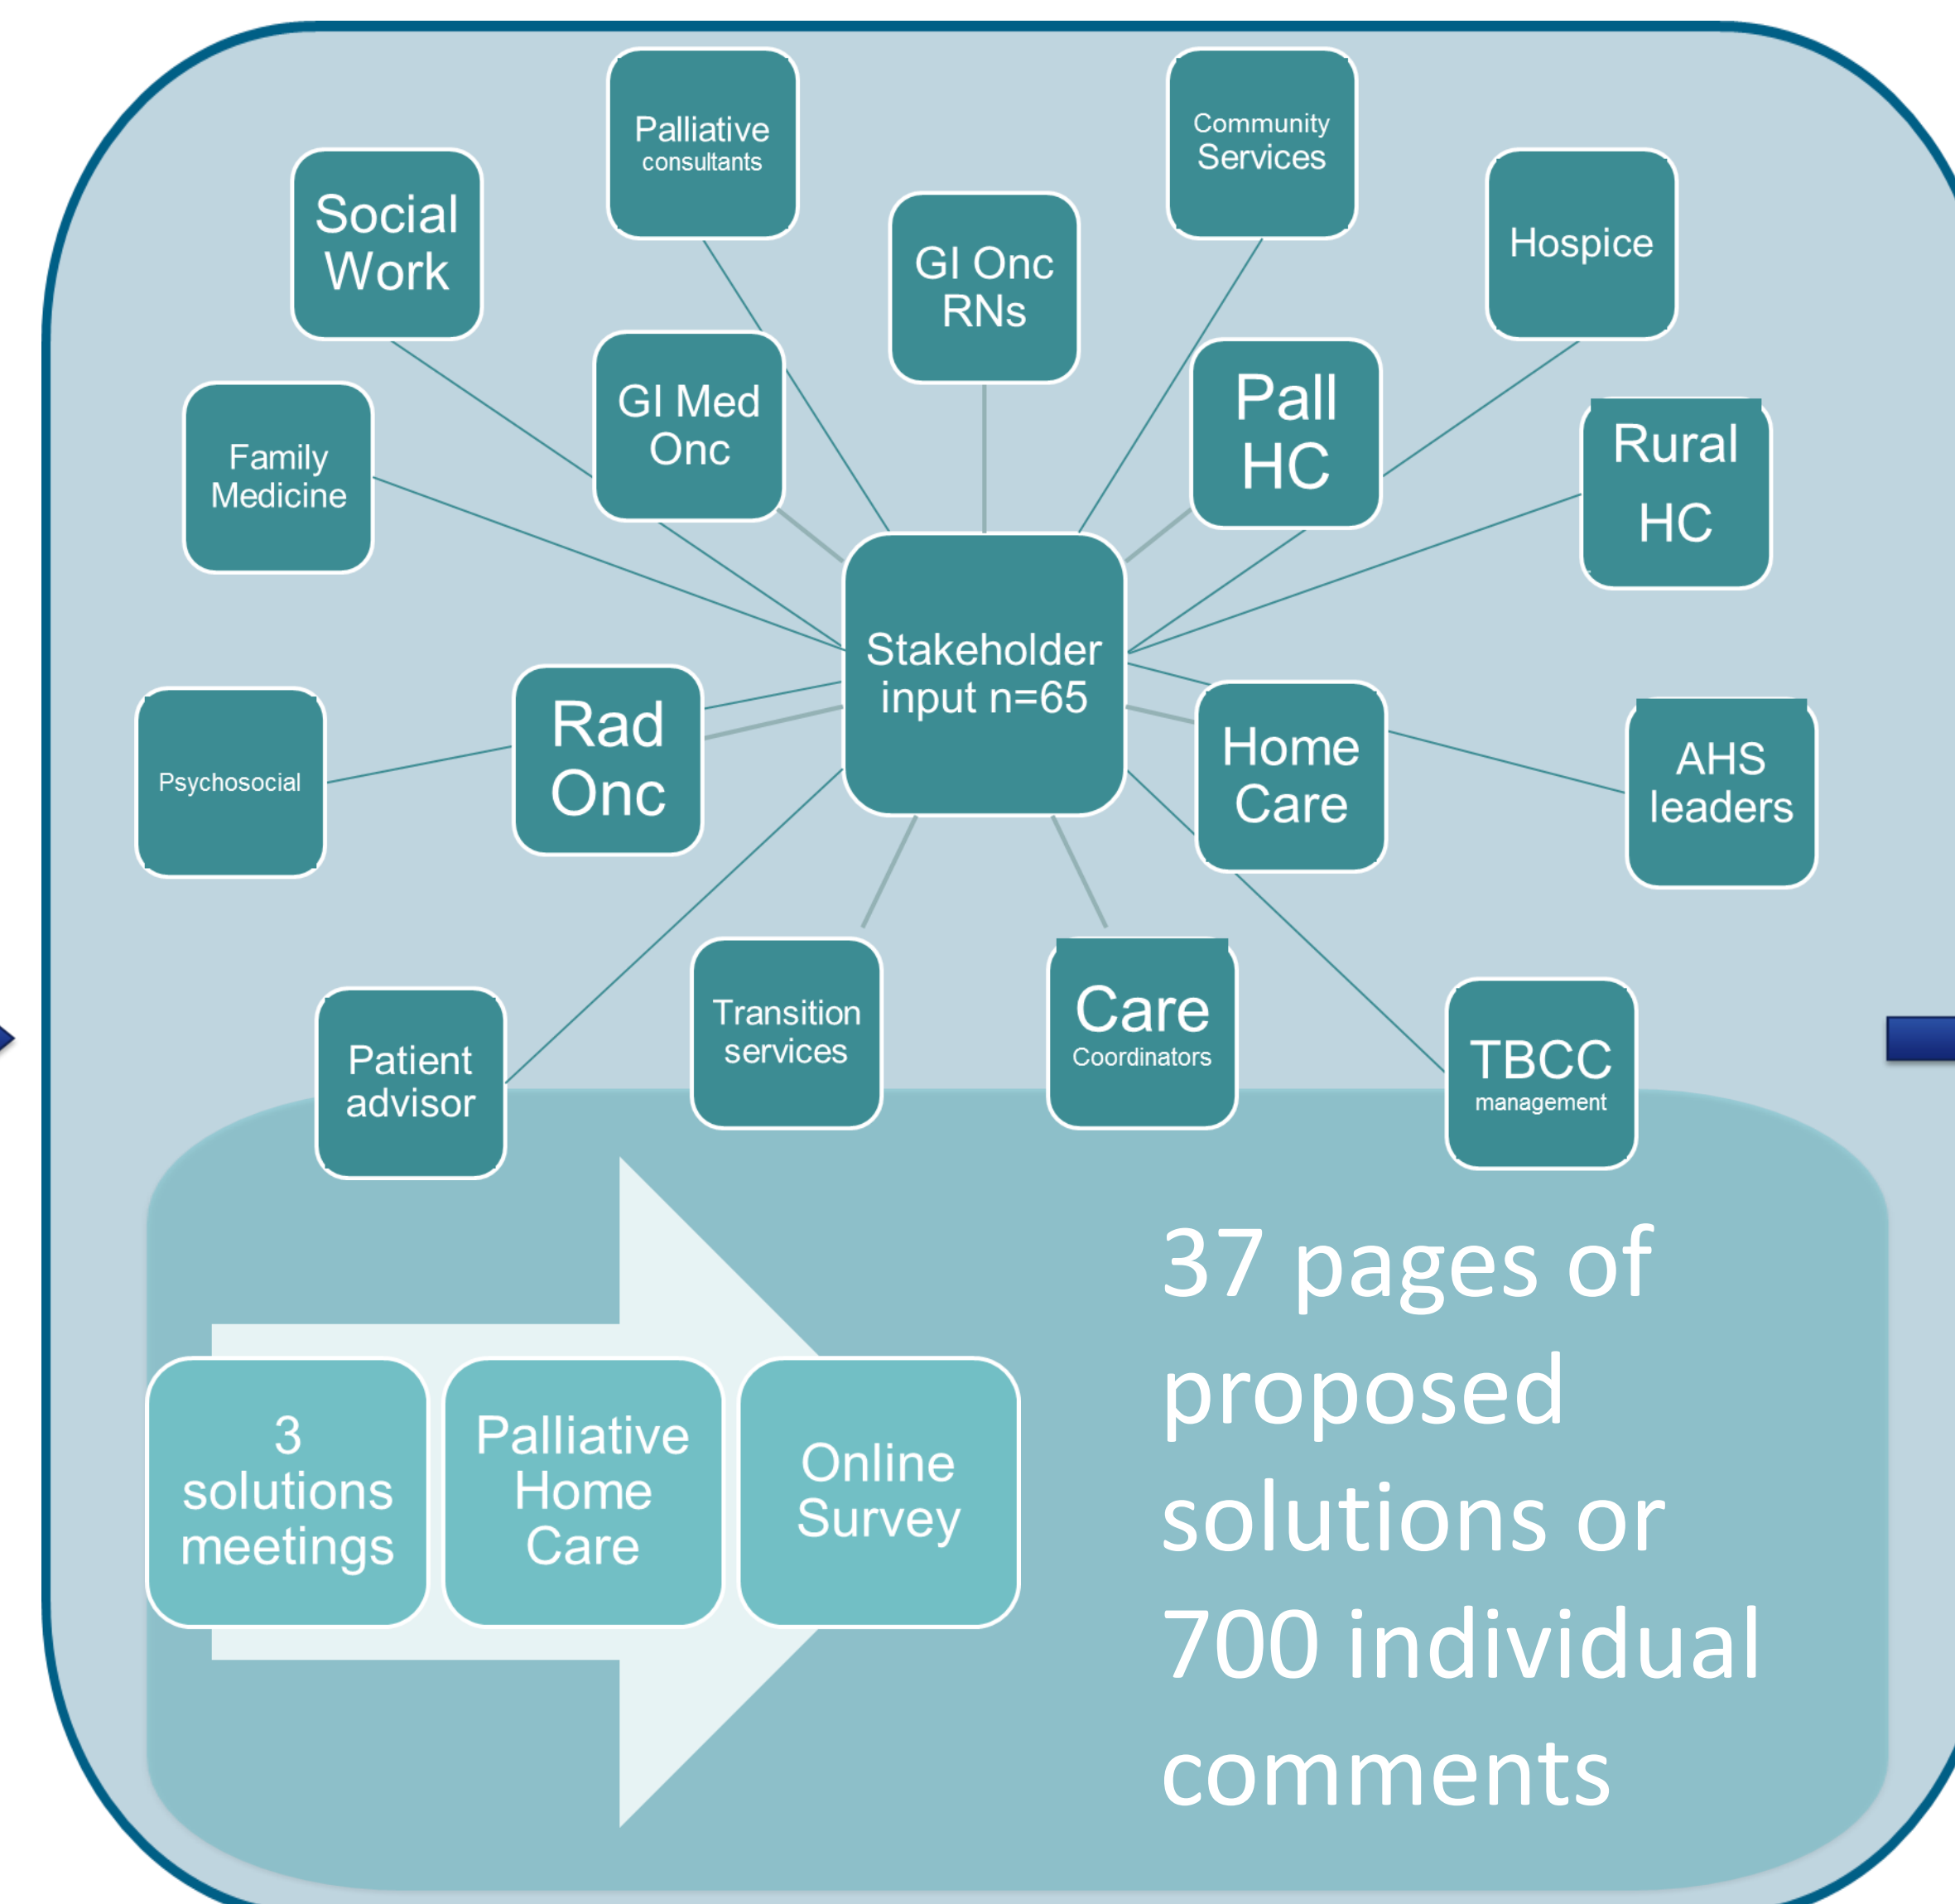 Palliative
consultants
Community
Services
Social
Work
Hospice
GI Onc
RNs
GI Med
Onc
Pall
HC
Rural
HC
Family
Medicine
Stakeholder
input n=65
Rad
Onc
Home
Care
Psychosocial
AHS
leaders
Patient
advisor
Transition
services
Care
Coordinators
TBCC
management
3
solutions
meetings
Palliative
Home
Care
Online
Survey
37 pages of
proposed
solutions or
700 individual
comments